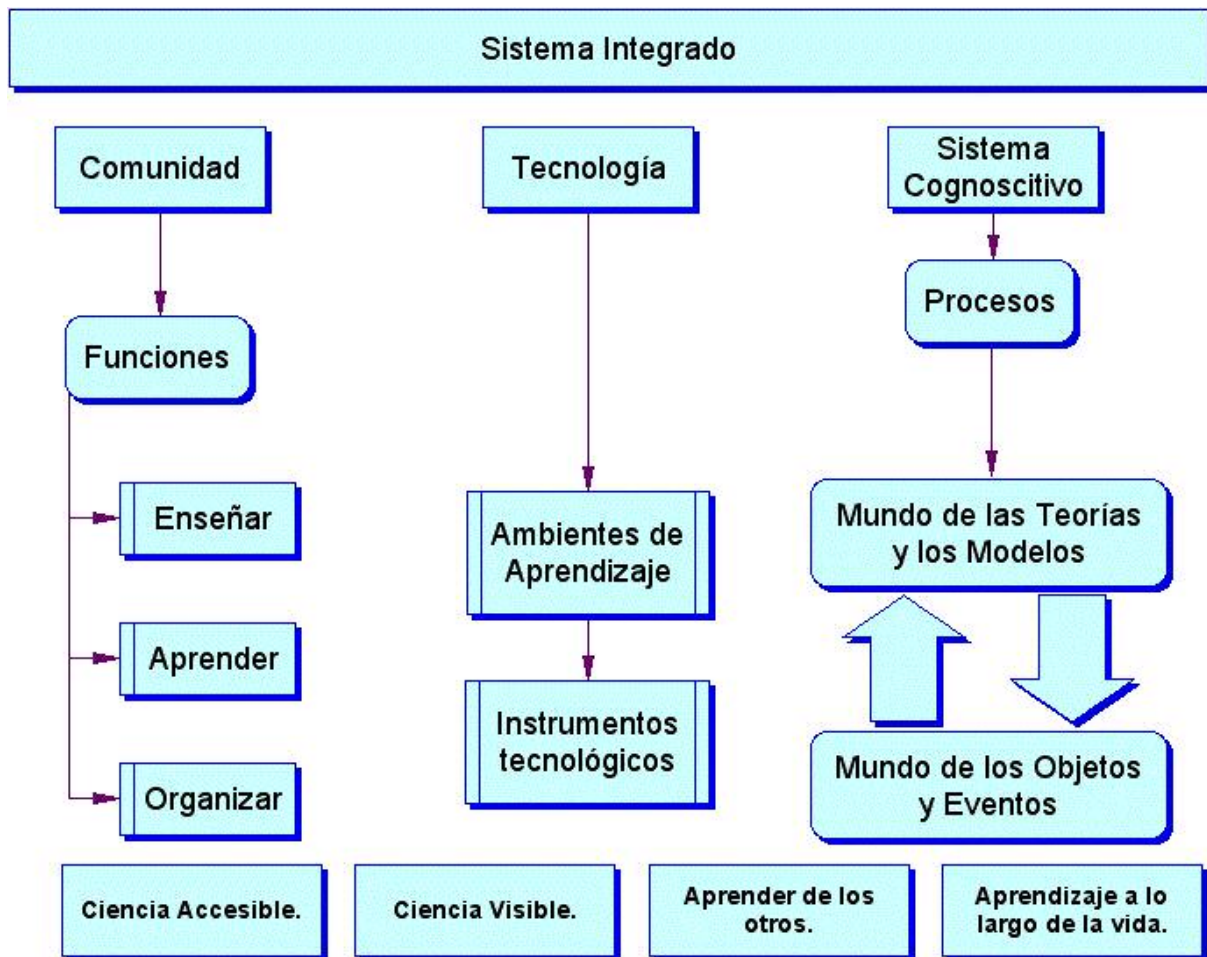 Sistema Integrado
Comunidad
Tecnología
Sistema
Cognoscitivo
Procesos
Funciones
Enseñar
Ambientes de
Aprendizaje
Mundo de las Teorías
y los Modelos
Aprender
Instrumentos
tecnológicos
Organizar
Mundo de los Objetos
y Eventos
Ciencia Accesible.
Ciencia Visible.
Aprender de los
otros.
Aprendizaje a lo
largo de la vida.